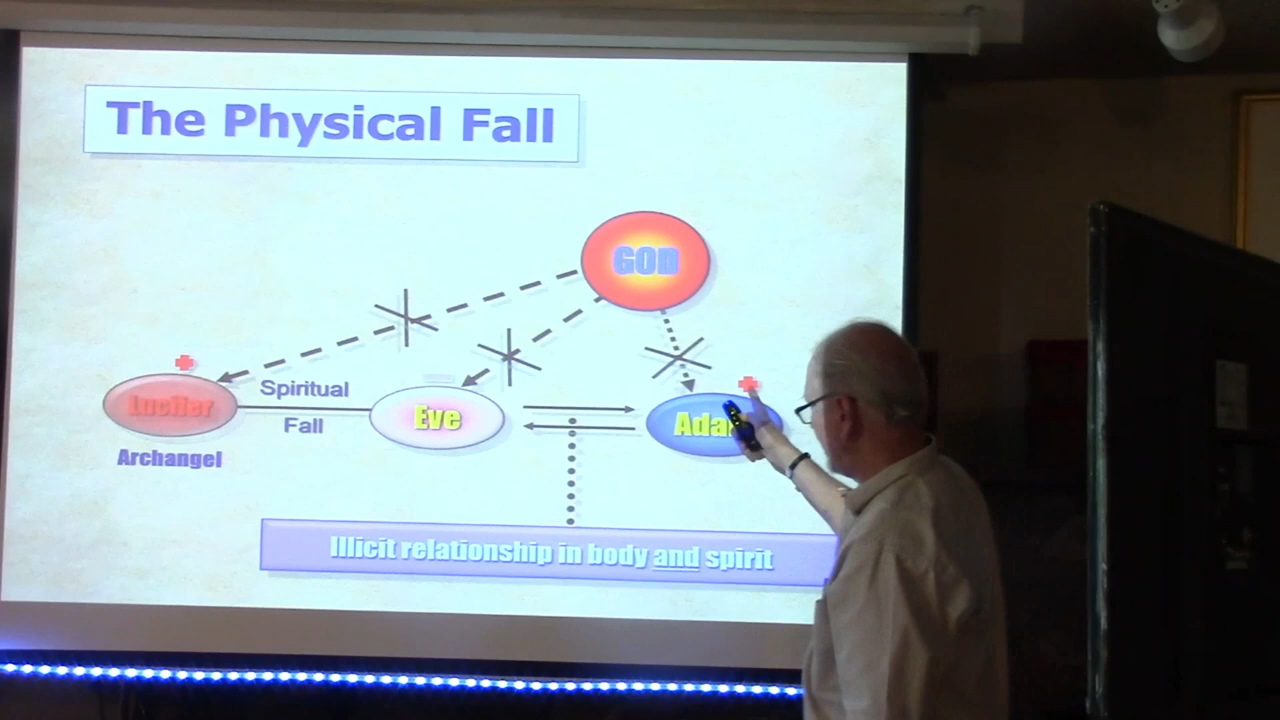 The Physical Fall
GOD
Lucifer
Spiritual
Fall
Eve
Archangel
Illicit relationship in body and spirit